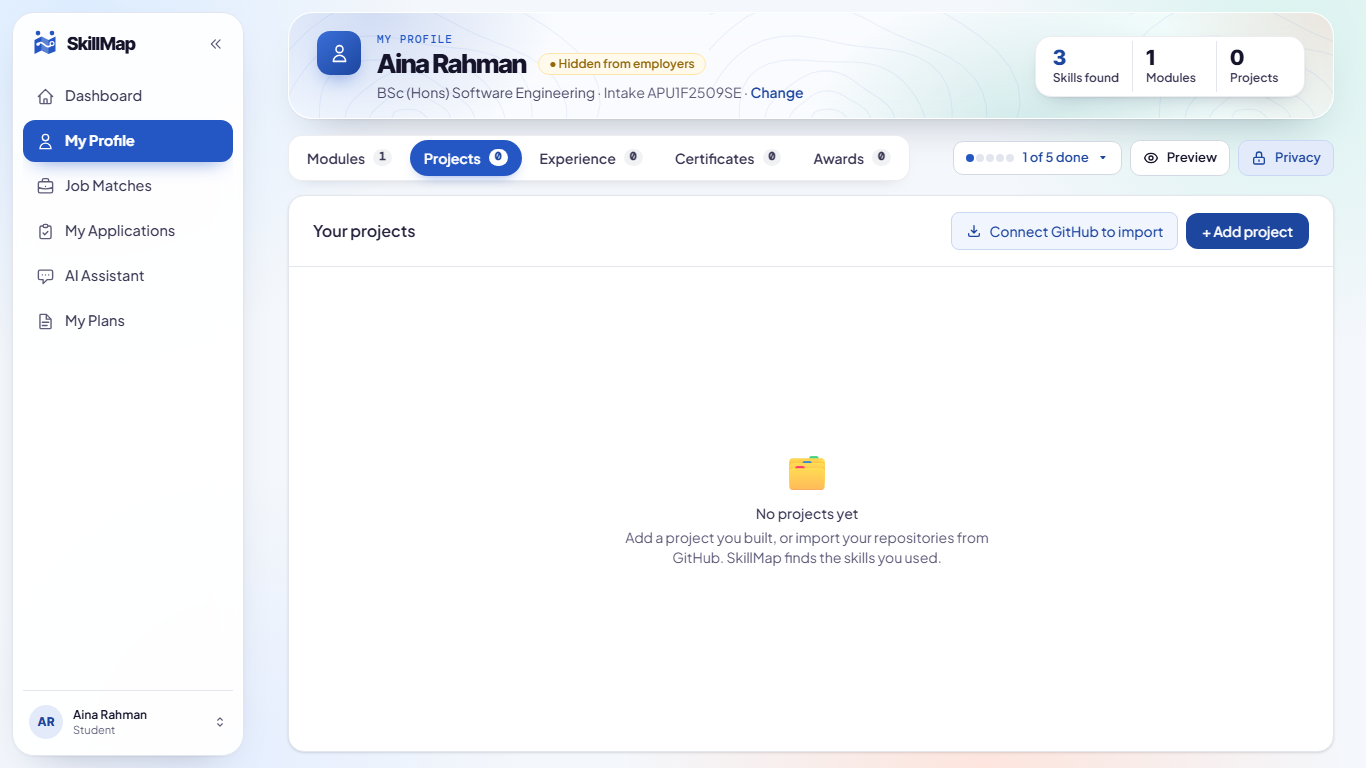 SkillMap
Dashboard
My Profile
Job Matches
My Applications
AI Assistant
My Plans
AR
Aina Rahman
Student
MY PROFILE
Aina Rahman
Hidden from employers
BSc (Hons) Software Engineering · Intake APU1F2509SE · Change
3
Skills found
1
Modules
0
Projects
Modules 1
Projects 0
Experience 0
Certificates 0
Awards 0
1 of 5 done
Preview
Privacy
Your projects
Connect GitHub to import
+ Add project
No projects yet
Add a project you built, or import your repositories from
GitHub. SkillMap finds the skills you used.